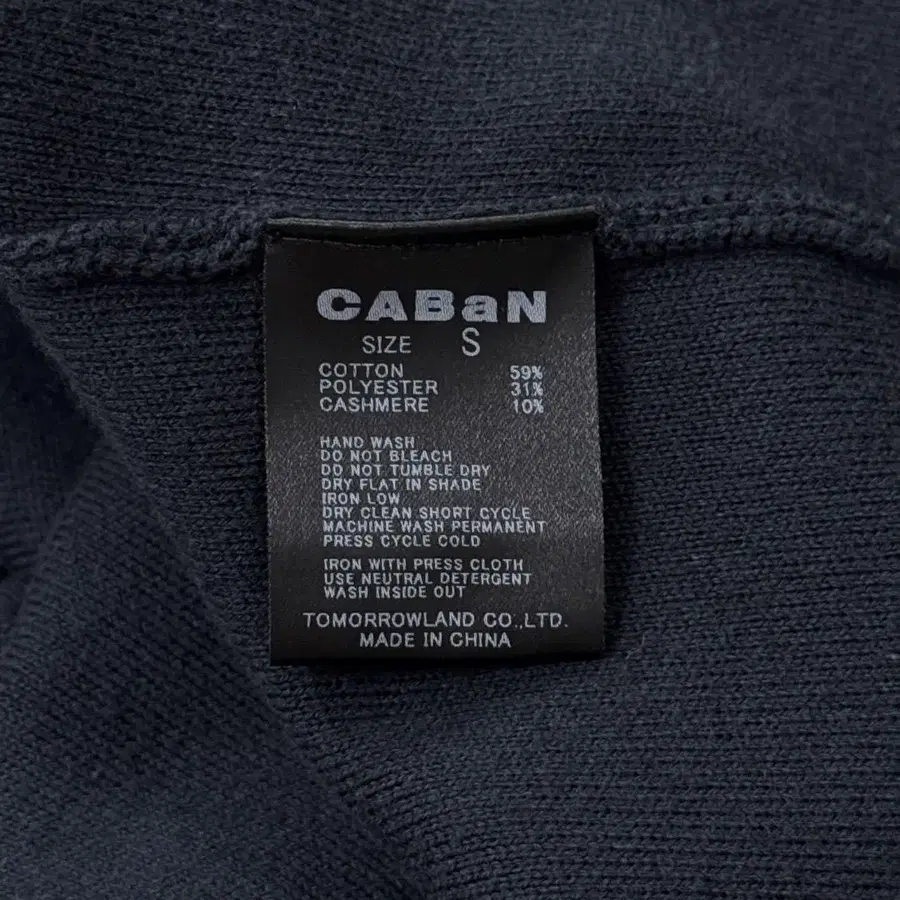 CABaN
SIZE S
COTTON 59%
POLYESTER 31%
CASHMERE 10%
HAND WASH
DO NOT BLEACH
DO NOT TUMBLE DRY
DRY FLAT IN SHADE
IRON LOW
DRY CLEAN SHORT CYCLE
MACHINE WASH PERMANENT
PRESS CYCLE COLD
IRON WITH PRESS CLOTH
USE NEUTRAL DETERGENT
WASH INSIDE OUT
TOMORROWLAND CO.,LTD.
MADE IN CHINA